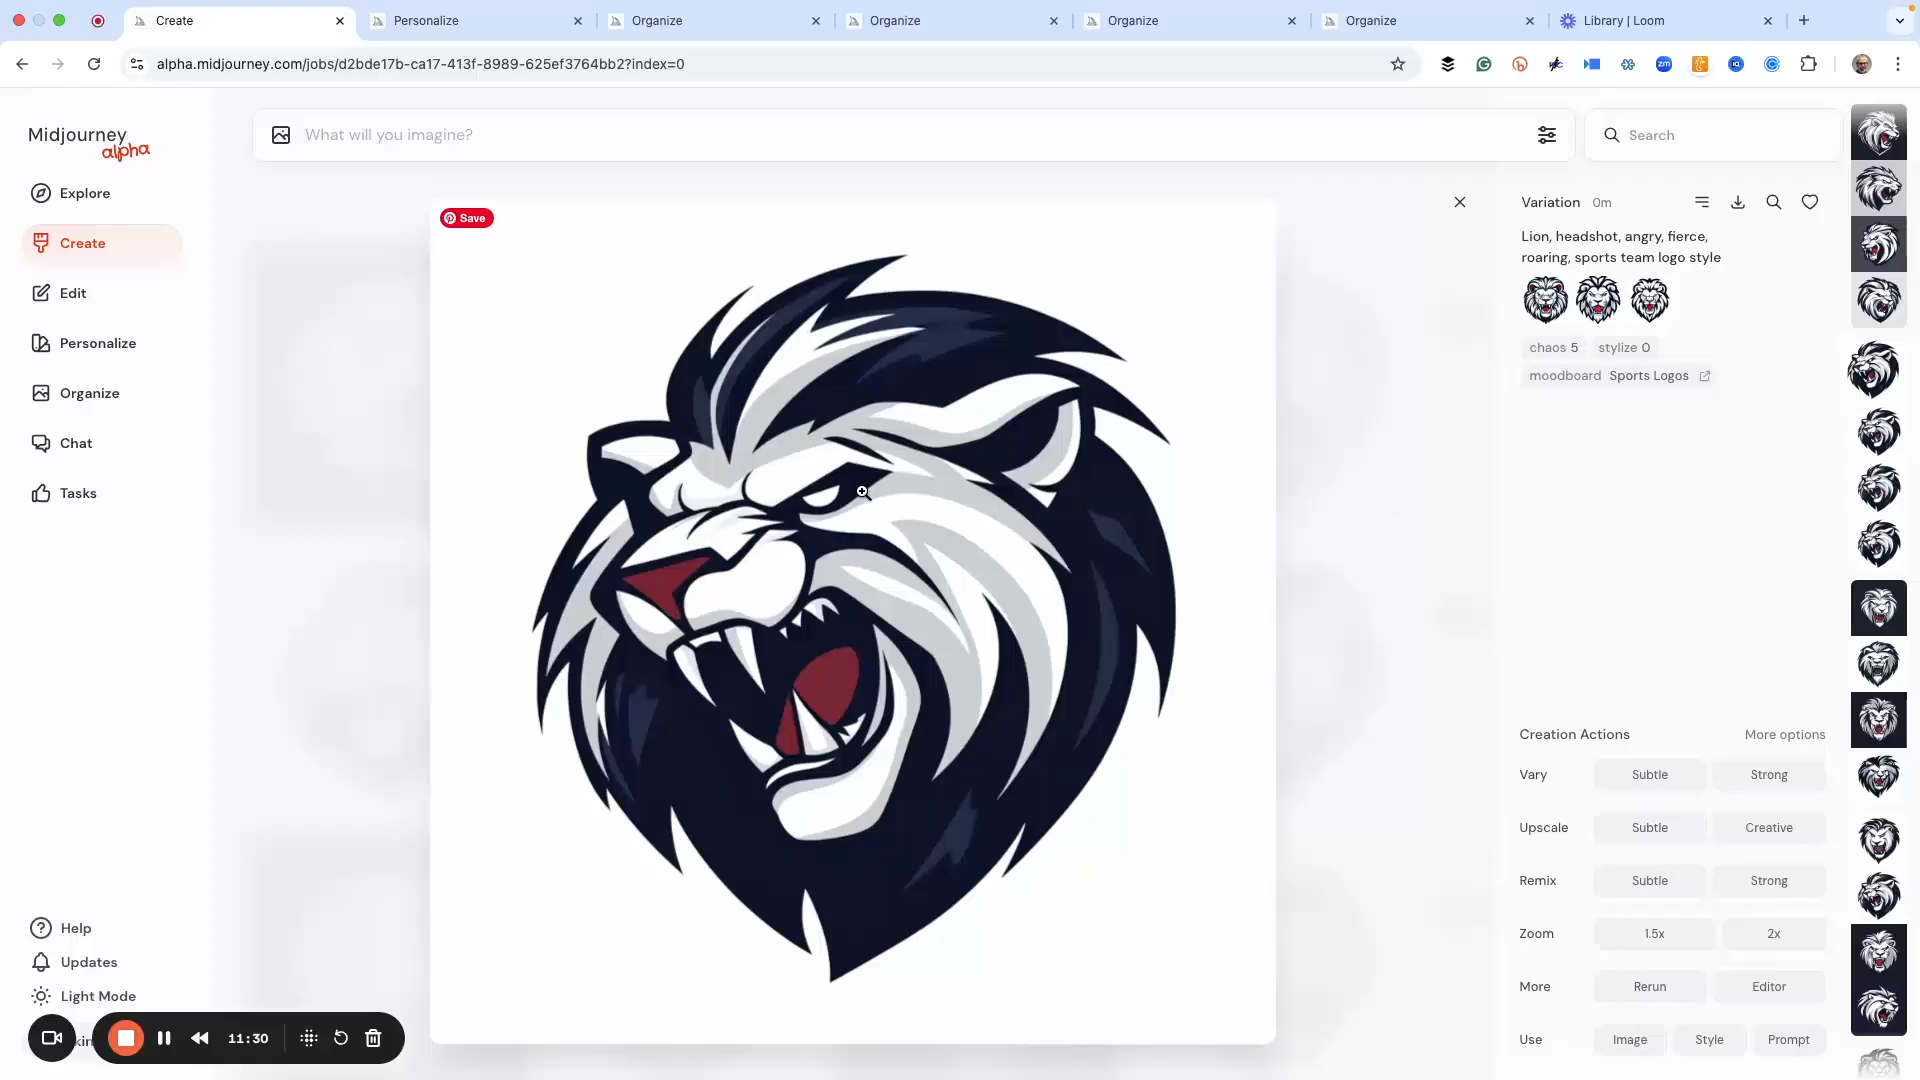 Create
Personalize
Organize
Organize
Organize
Organize
Library | Loom
alpha.midjourney.com/jobs/d2bde17b-ca17-413f-8989-625ef3764bb2?index=0
Midjourney
alpha
What will you imagine?
Search
Explore
Create
Edit
Personalize
Organize
Chat
Tasks
Save
Variation 0m
Lion, headshot, angry, fierce,
roaring, sports team logo style
chaos 5 stylize 0
moodboard Sports Logos
Creation Actions More options
Vary Subtle Strong
Upscale Subtle Creative
Remix Subtle Strong
Zoom 1.5x 2x
More Rerun Editor
Use Image Style Prompt
Help
Updates
Light Mode
11:30